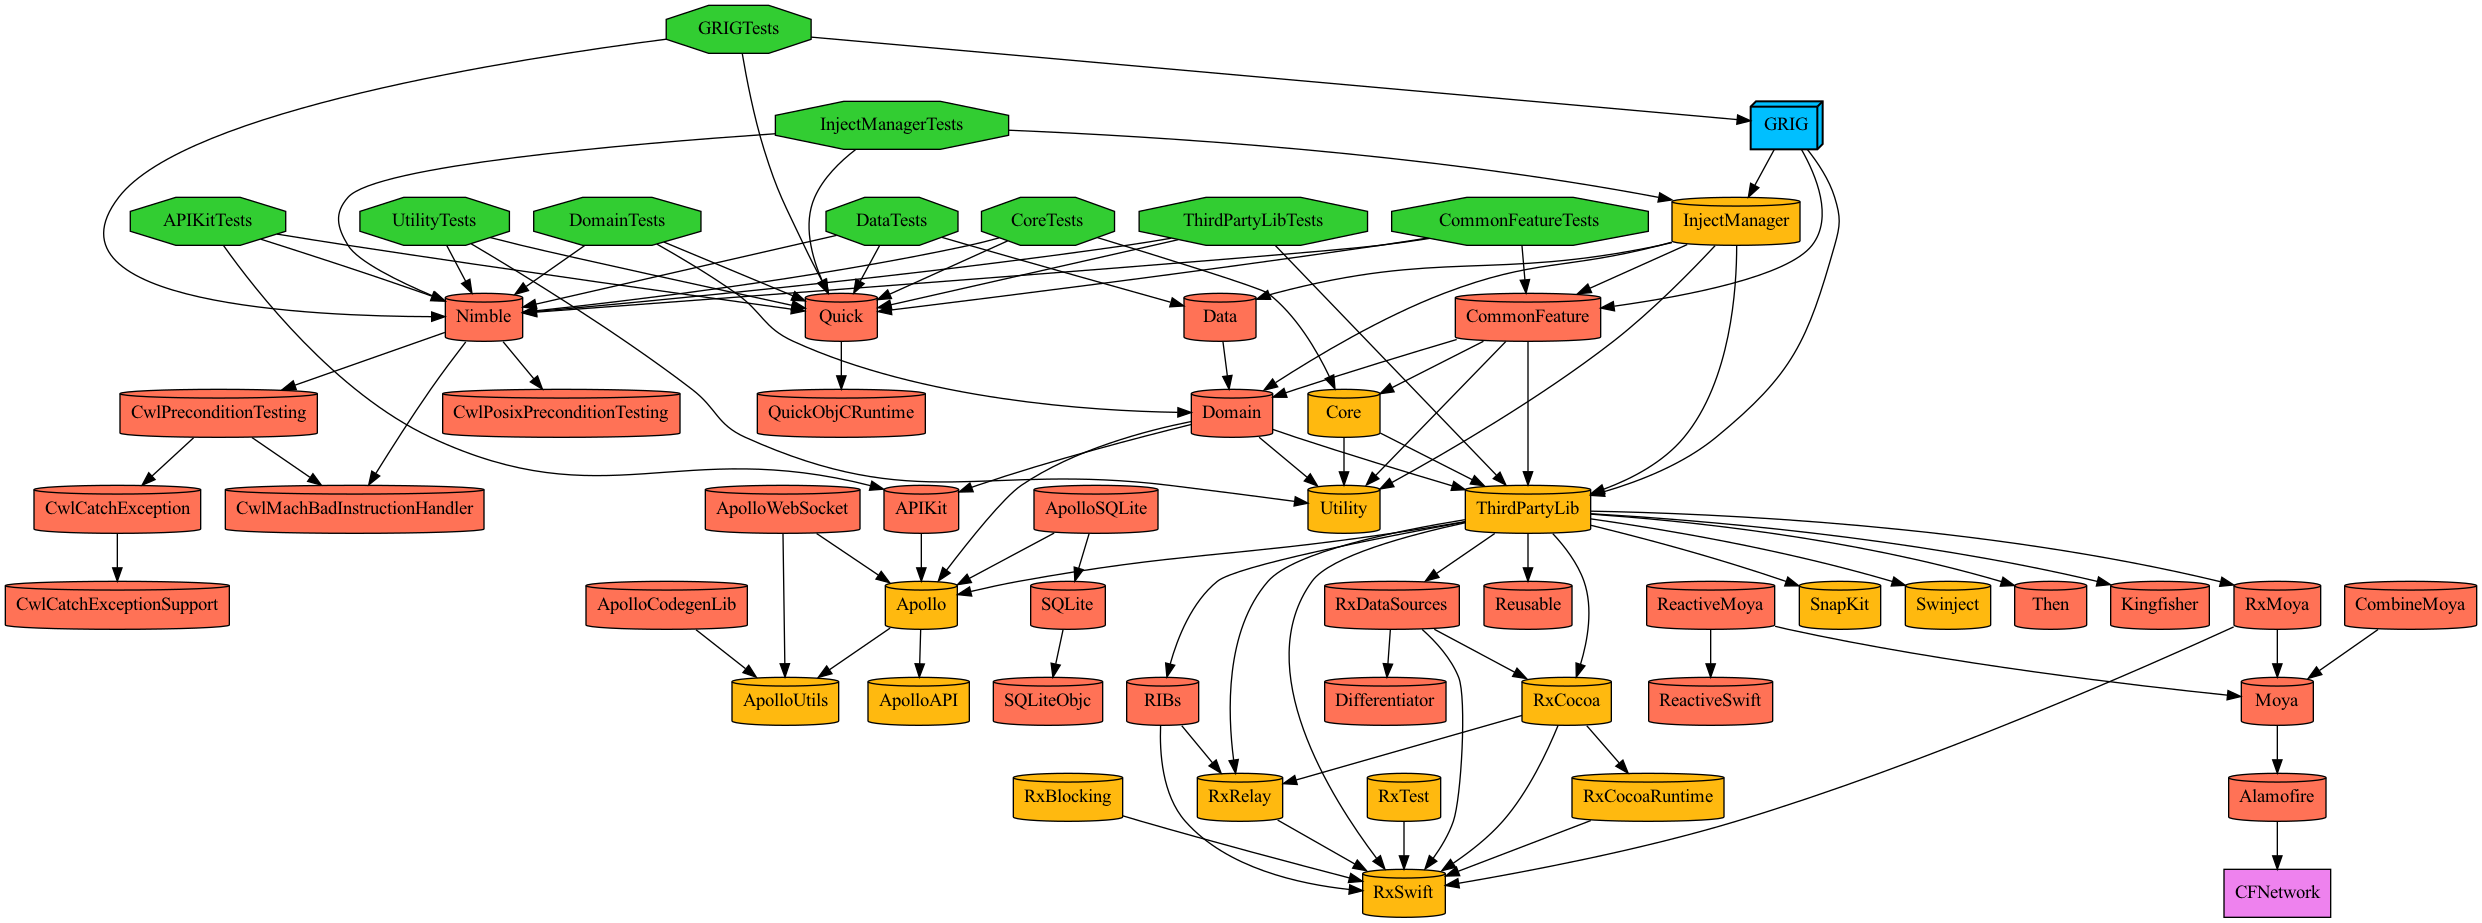 GRIGTests
InjectManagerTests
GRIG
APIKitTests
UtilityTests
DomainTests
DataTests
CoreTests
ThirdPartyLibTests
CommonFeatureTests
InjectManager
Nimble
Quick
Data
CommonFeature
CwlPreconditionTesting
CwlPosixPreconditionTesting
QuickObjCRuntime
Domain
Core
CwlCatchException
CwlMachBadInstructionHandler
ApolloWebSocket
APIKit
ApolloSQLite
Utility
ThirdPartyLib
CwlCatchExceptionSupport
ApolloCodegenLib
Apollo
SQLite
RxDataSources
Reusable
ReactiveMoya
SnapKit
Swinject
Then
Kingfisher
RxMoya
CombineMoya
ApolloUtils
ApolloAPI
SQLiteObjc
RIBs
Differentiator
RxCocoa
ReactiveSwift
Moya
RxBlocking
RxRelay
RxTest
RxCocoaRuntime
Alamofire
RxSwift
CFNetwork